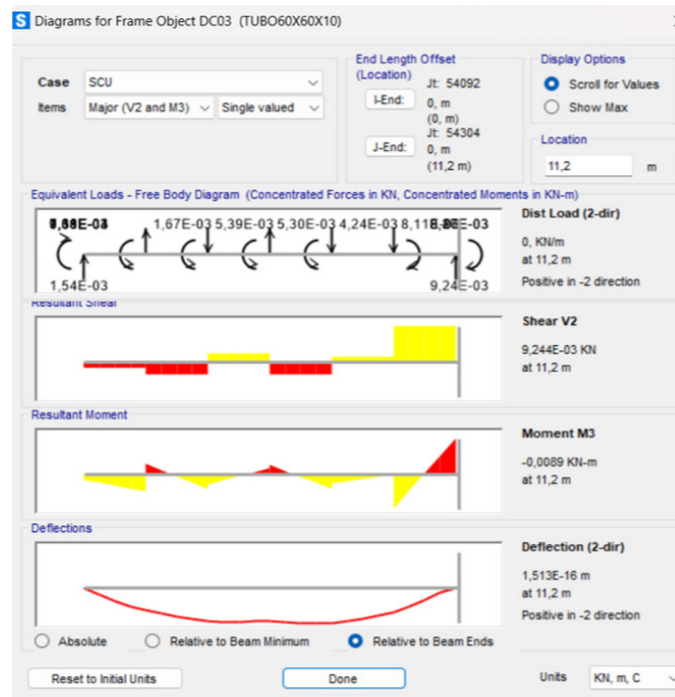 S Diagrams for Frame Object DC03 (TUBO60X60X10)
Case SCU
Items Major (V2 and M3) Single valued
End Length Offset
(Location)
Jt: 54092
I-End: 0, m
(0, m)
Jt: 54304
J-End: 0, m
(11,2 m)
Display Options
Scroll for Values
Show Max
Location
11,2 m
Equivalent Loads - Free Body Diagram (Concentrated Forces in KN, Concentrated Moments in KN-m)
1,67E-03 5,39E-03 5,30E-03 4,24E-03
1,54E-03 9,24E-03
Dist Load (2-dir)
0, KN/m
at 11,2 m
Positive in -2 direction
Resultant Shear
Shear V2
9,244E-03 KN
at 11,2 m
Resultant Moment
Moment M3
-0,0089 KN-m
at 11,2 m
Deflections
Deflection (2-dir)
1,513E-16 m
at 11,2 m
Positive in -2 direction
Absolute Relative to Beam Minimum Relative to Beam Ends
Reset to Initial Units Done Units KN, m, C